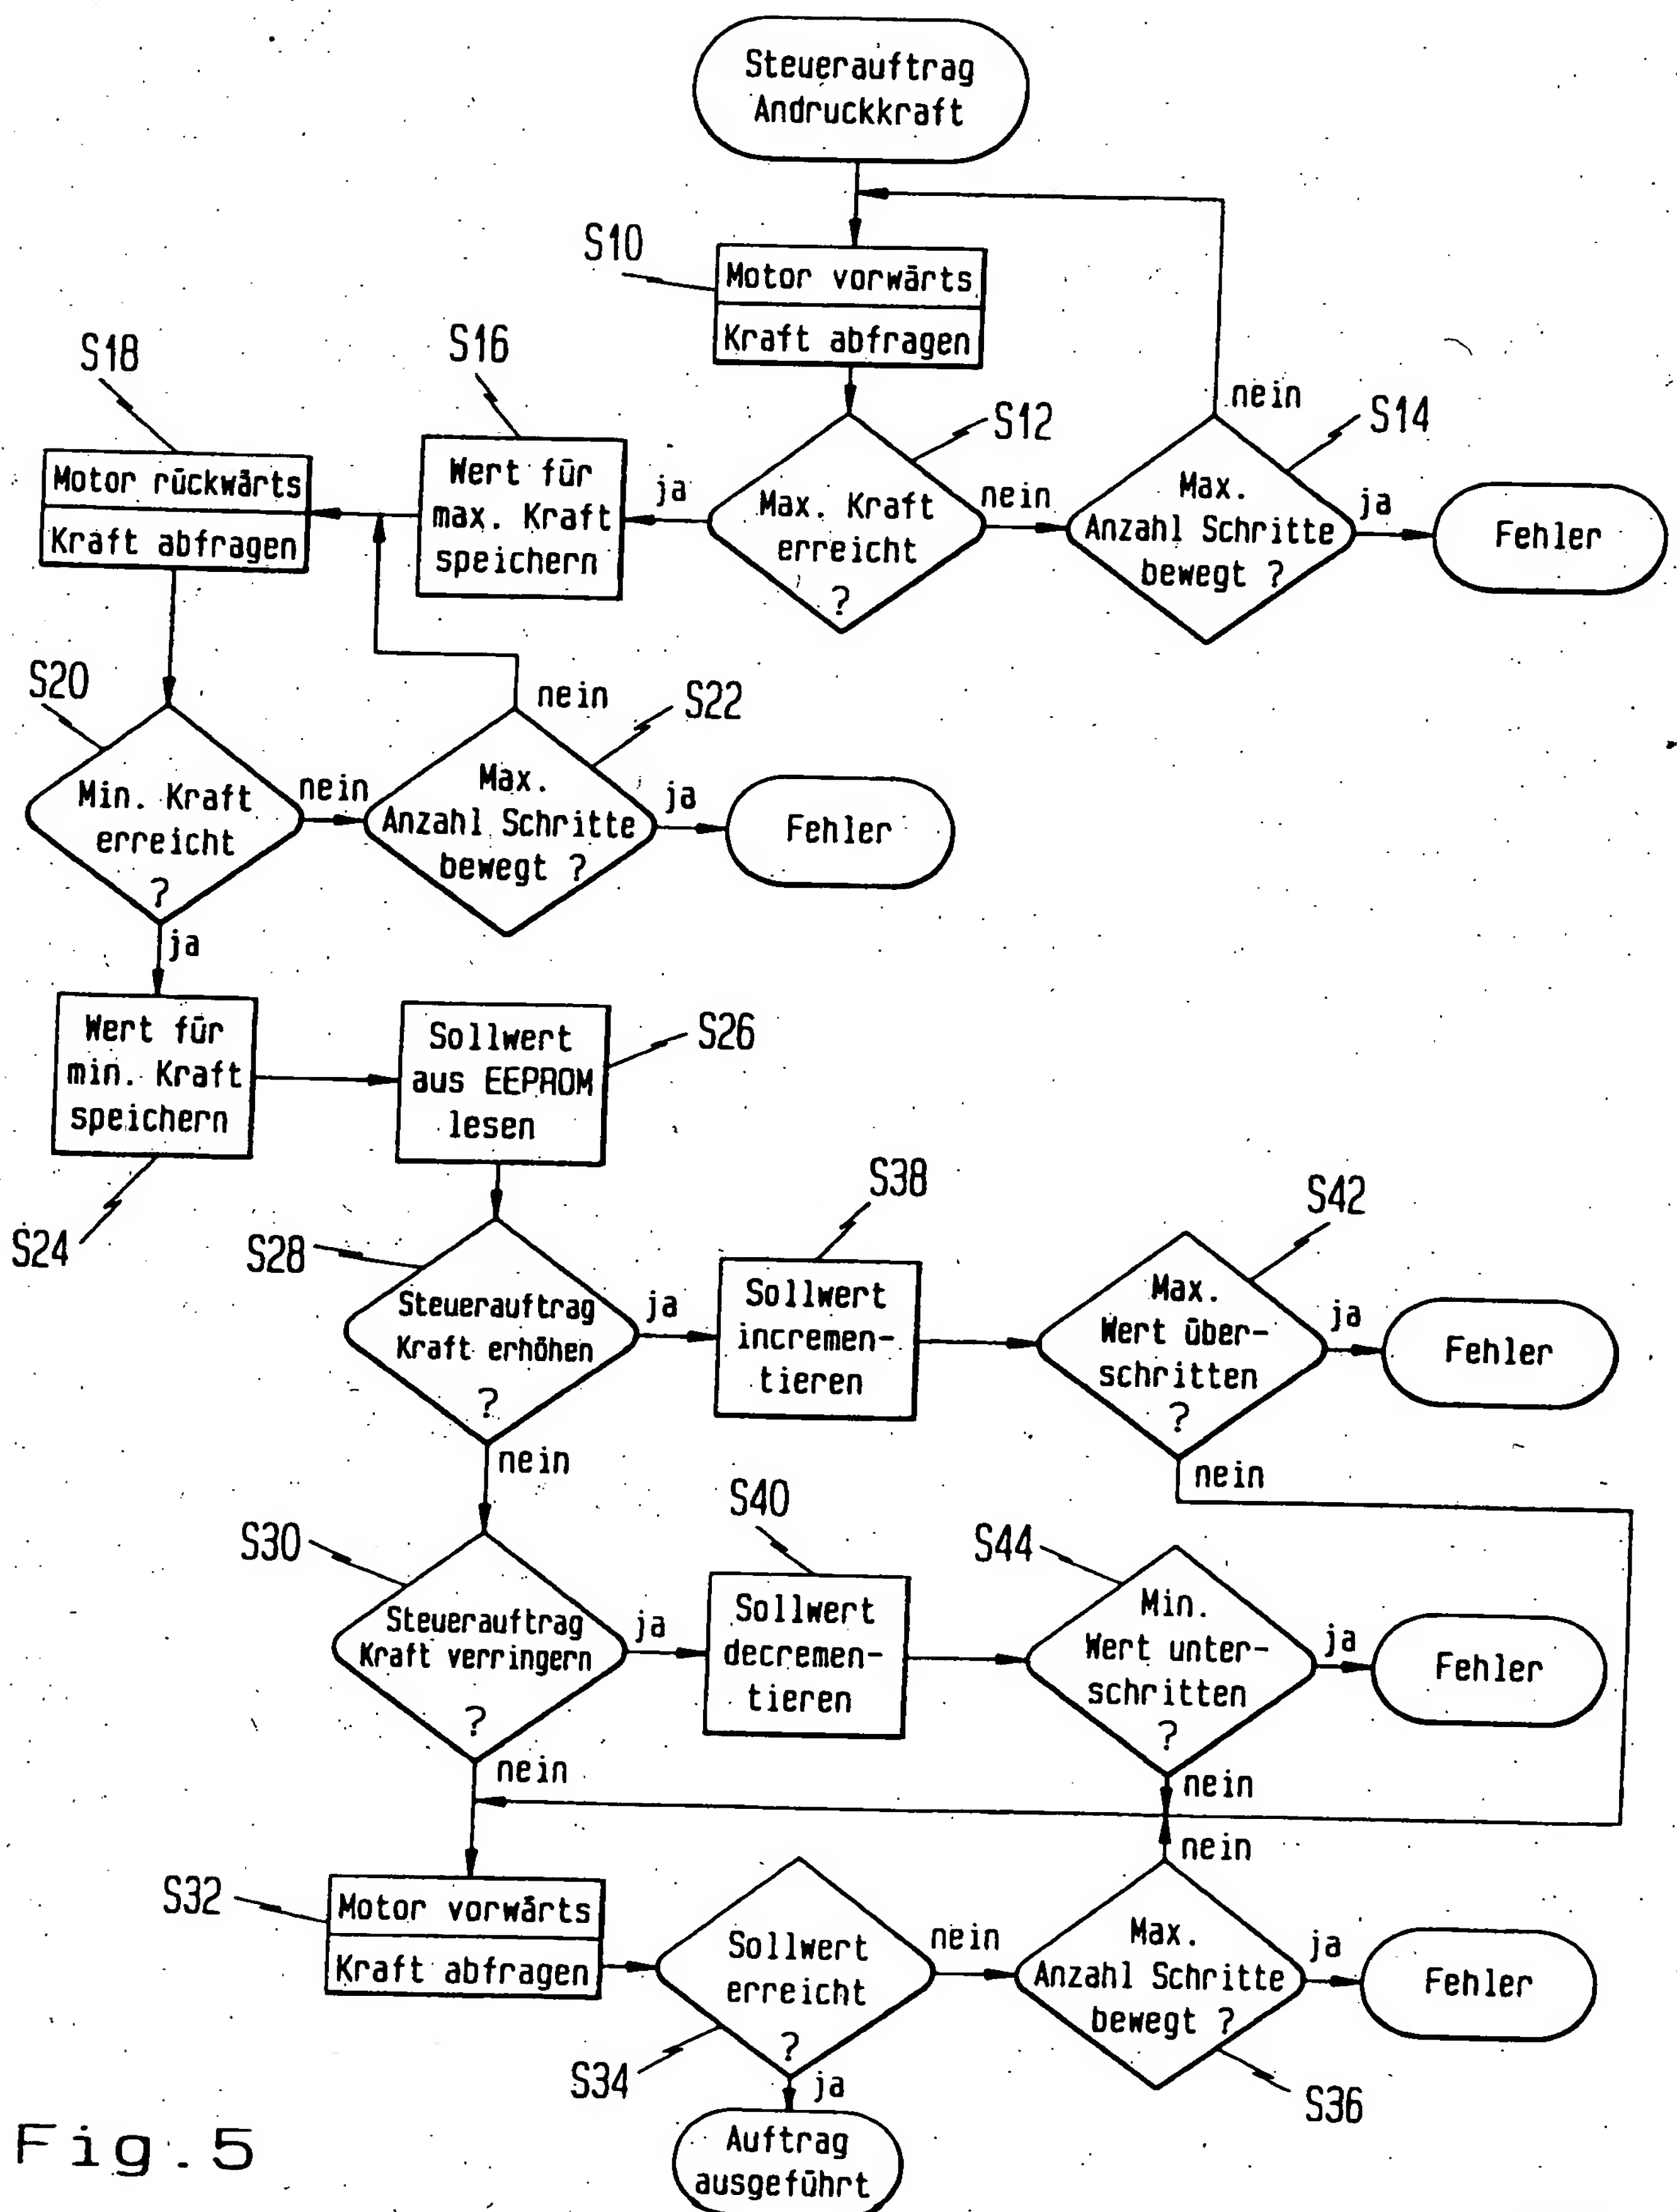 Steuerauftrag
Andruckkraft
S10
Motor vorwärts
Kraft abfragen
S18
S16
S12
nein
S14
Motor rückwärts
Kraft abfragen
Wert für
max. Kraft
speichern
ja
Max. Kraft
erreicht
?
nein
Max.
Anzahl Schritte
bewegt ?
ja
Fehler
S20
nein
S22
Min. Kraft
erreicht
?
nein
Max.
Anzahl Schritte
bewegt ?
ja
Fehler
ja
Wert für
min. Kraft
speichern
Sollwert
aus EEPROM
lesen
S26
S24
S28
S38
S42
Steuerauftrag
Kraft erhöhen
?
ja
Sollwert
incremen-
tieren
Max.
Wert über-
schritten
?
ja
Fehler
nein
nein
S30
S40
S44
Steuerauftrag
Kraft verringern
?
ja
Sollwert
decremen-
tieren
Min.
Wert unter-
schritten
?
ja
Fehler
nein
nein
nein
S32
Motor vorwärts
Kraft abfragen
Sollwert
erreicht
?
nein
Max.
Anzahl Schritte
bewegt ?
ja
Fehler
S34
ja
S36
Auftrag
ausgeführt
Fig.5